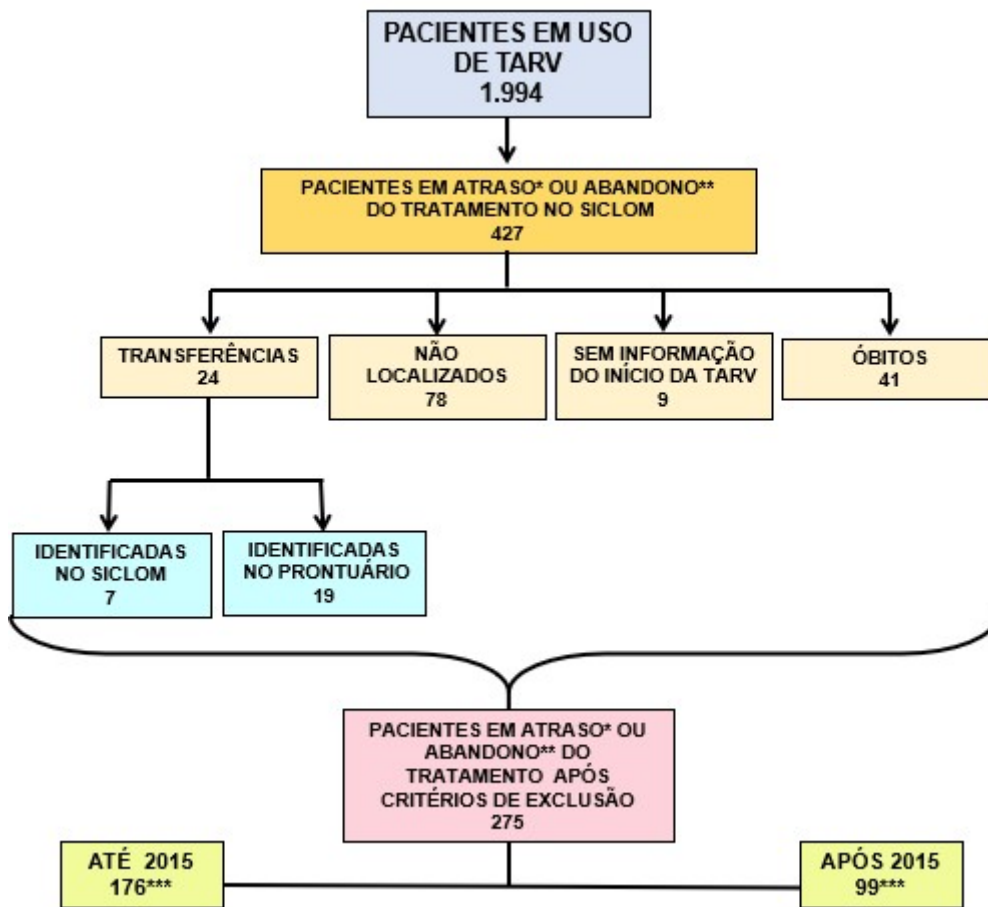 PACIENTES EM USO
DE TARV
1.994
PACIENTES EM ATRASO* OU ABANDONO**
DO TRATAMENTO NO SICLOM
427
TRANSFERÊNCIAS
24
NÃO
LOCALIZADOS
78
SEM INFORMAÇÃO
DO INÍCIO DA TARV
9
ÓBITOS
41
IDENTIFICADAS
NO SICLOM
7
IDENTIFICADAS
NO PRONTUÁRIO
19
PACIENTES EM ATRASO* OU
ABANDONO** DO
TRATAMENTO APÓS
CRITÉRIOS DE EXCLUSÃO
275
ATÉ 2015
176***
APÓS 2015
99***